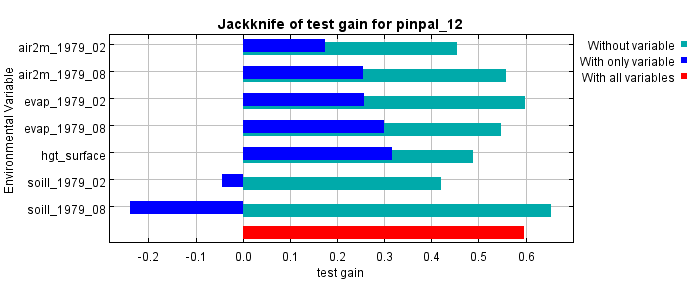 Jackknife of test gain for pinpal_12
Environmental Variable
air2m_1979_02
air2m_1979_08
evap_1979_02
evap_1979_08
hgt_surface
soill_1979_02
soill_1979_08
-0.2 -0.1 0.0 0.1 0.2 0.3 0.4 0.5 0.6
test gain
Without variable
With only variable
With all variables